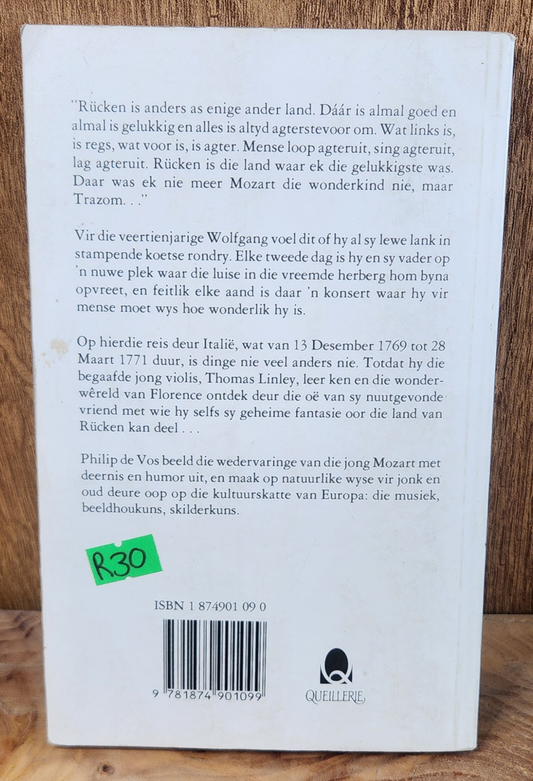 "Rücken is anders as enige ander land. Dáár is almal goed en
almal is gelukkig en alles is altyd agterstevoor om. Wat links is,
is regs, wat voor is, is agter. Mense loop agteruit, sing agteruit,
lag agteruit. Rücken is die land waar ek die gelukkigste was.
Daar was ek nie meer Mozart die wonderkind nie, maar
Trazom. . ."
Vir die veertienjarige Wolfgang voel dit of hy al sy lewe lank in
stampende koetse rondry. Elke tweede dag is hy en sy vader op
'n nuwe plek waar die luise in die vreemde herberg hom byna
opvreet, en feitlik elke aand is daar 'n konsert waar hy vir
mense moet wys hoe wonderlik hy is.
Op hierdie reis deur Italië, wat van 13 Desember 1769 tot 28
Maart 1771 duur, is dinge nie veel anders nie. Totdat hy die
begaafde jong violis, Thomas Linley, leer ken en die wonder-
wêreld van Florence ontdek deur die oë van sy nuutgevonde
vriend met wie hy selfs sy geheime fantasie oor die land van
Rücken kan deel . . .
Philip de Vos beeld die wedervaringe van die jong Mozart met
deernis en humor uit, en maak op natuurlike wyse vir jonk en
oud deure oop op die kultuurskatte van Europa: die musiek,
beeldhoukuns, skilderkuns.
R30
ISBN 1 874901 09 0
9 781874 901099
QUEILLERIE